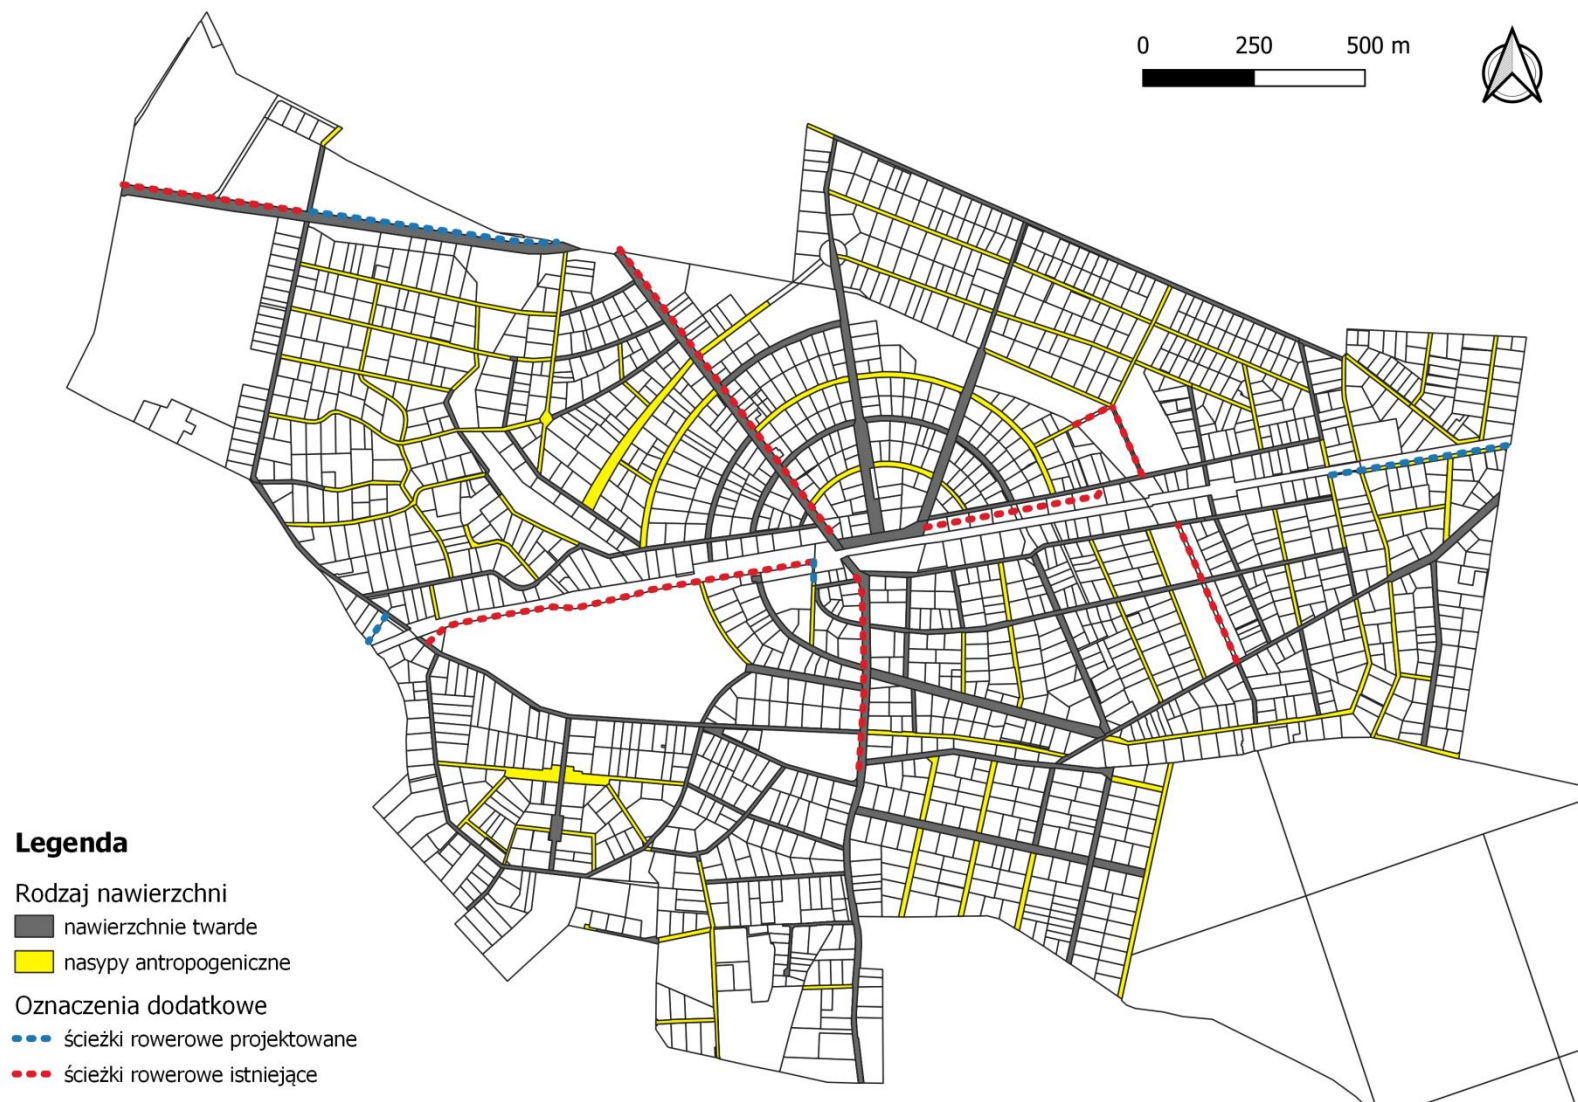 0 250 500 m
Legenda
Rodzaj nawierzchni
nawierzchnie twarde
nasypy antropogeniczne
Oznaczenia dodatkowe
ścieżki rowerowe projektowane
ścieżki rowerowe istniejące